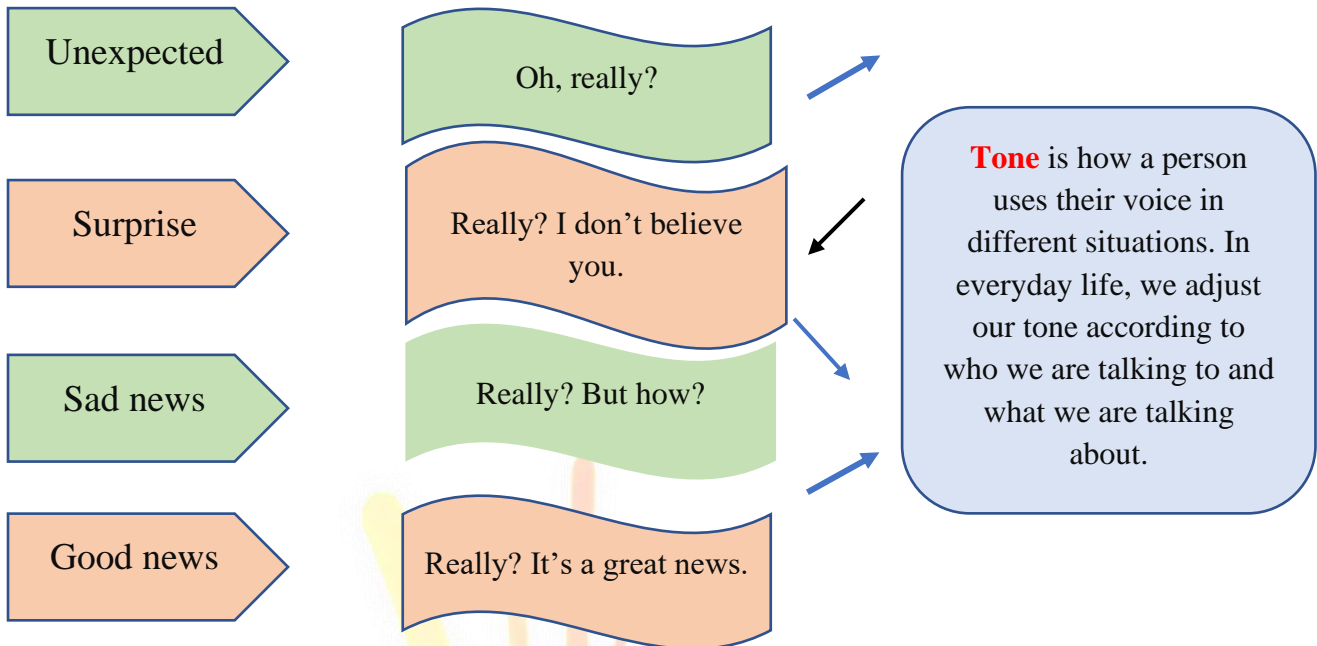 Unexpected
Oh, really?
Surprise
Really? I don’t believe
you.
Sad news
Really? But how?
Good news
Really? It’s a great news.
Tone is how a person
uses their voice in
different situations. In
everyday life, we adjust
our tone according to
who we are talking to and
what we are talking
about.